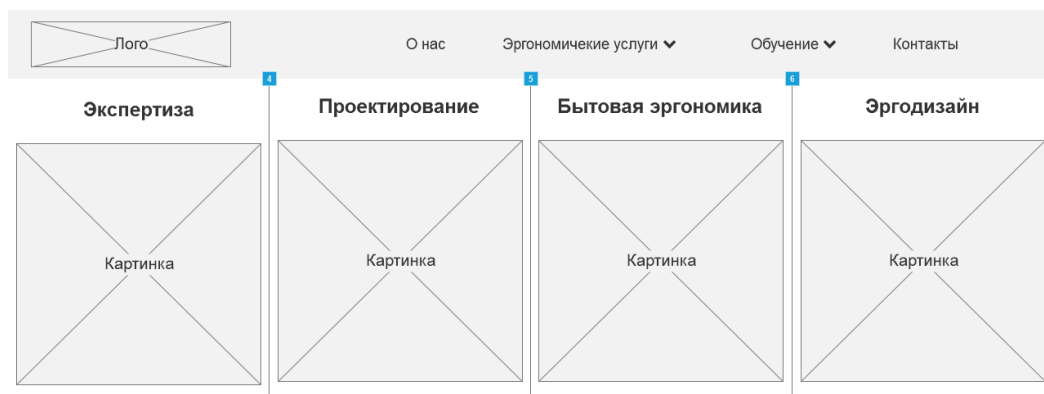 Лого
О нас
Эргономичекие услуги
Обучение
Контакты
4
5
6
Экспертиза
Проектирование
Бытовая эргономика
Эргодизайн
Картинка
Картинка
Картинка
Картинка